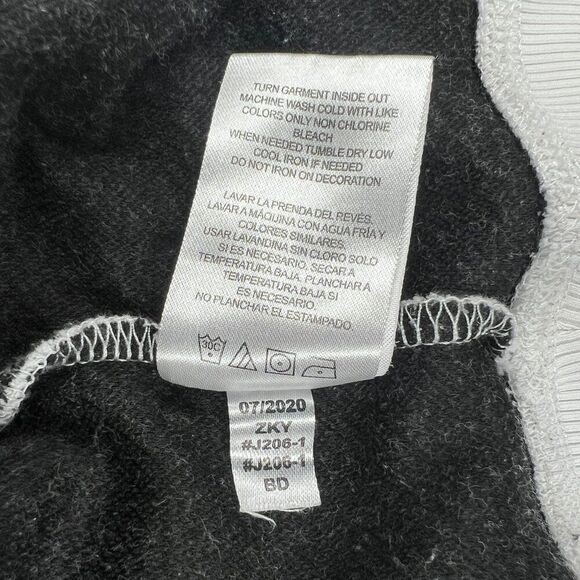 TURN GARMENT INSIDE OUT
MACHINE WASH COLD WITH LIKE
COLORS ONLY NON CHLORINE
BLEACH
WHEN NEEDED TUMBLE DRY LOW
COOL IRON IF NEEDED
DO NOT IRON ON DECORATION
LAVAR LA PRENDA DEL REVÉS.
LAVAR A MÁQUINA CON AGUA FRÍA Y
COLORES SIMILARES.
USAR LAVANDINA SIN CLORO SOLO
SI ES NECESARIO. SECAR A
TEMPERATURA BAJA. PLANCHAR A
TEMPERATURA BAJA SI
ES NECESARIO.
NO PLANCHAR EL ESTAMPADO.
30C
07/2020
ZKY
#J206-1
#J206-1
BD